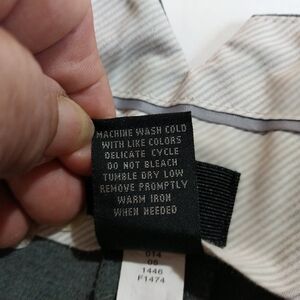 MACHINE WASH COLD
WITH LIKE COLORS
DELICATE CYCLE
DO NOT BLEACH
TUMBLE DRY LOW
REMOVE PROMPTLY
WARM IRON
WHEN NEEDED
014
05
1446
F1474